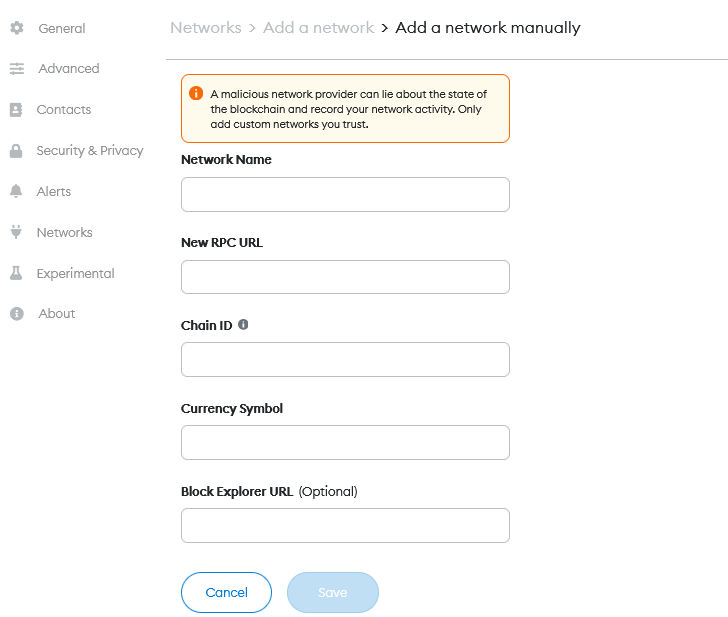 General
Advanced
Contacts
Security & Privacy
Alerts
Networks
Experimental
About
Networks > Add a network > Add a network manually
A malicious network provider can lie about the state of
the blockchain and record your network activity. Only
add custom networks you trust.
Network Name
New RPC URL
Chain ID
Currency Symbol
Block Explorer URL (Optional)
Cancel
Save